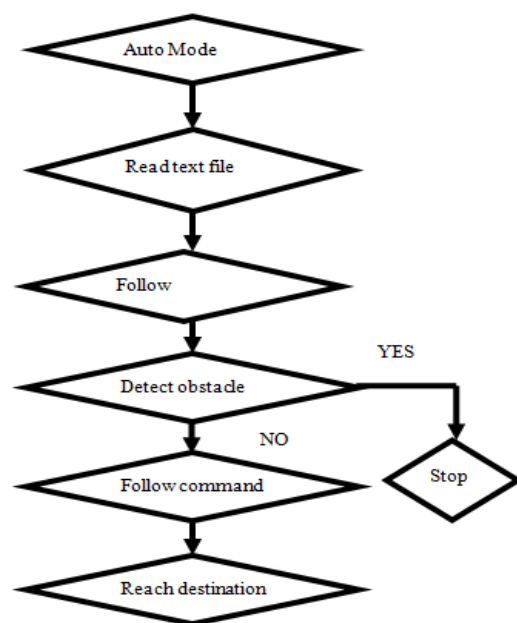 Auto Mode
Read text file
Follow
Detect obstacle
YES
NO
Follow command
Stop
Reach destination